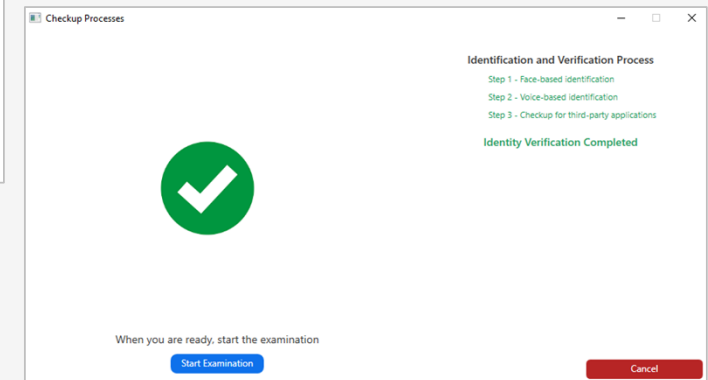 Checkup Processes
Identification and Verification Process
Step 1 - Face-based identification
Step 2 - Voice-based identification
Step 3 - Checkup for third-party applications
Identity Verification Completed
When you are ready, start the examination
Start Examination
Cancel